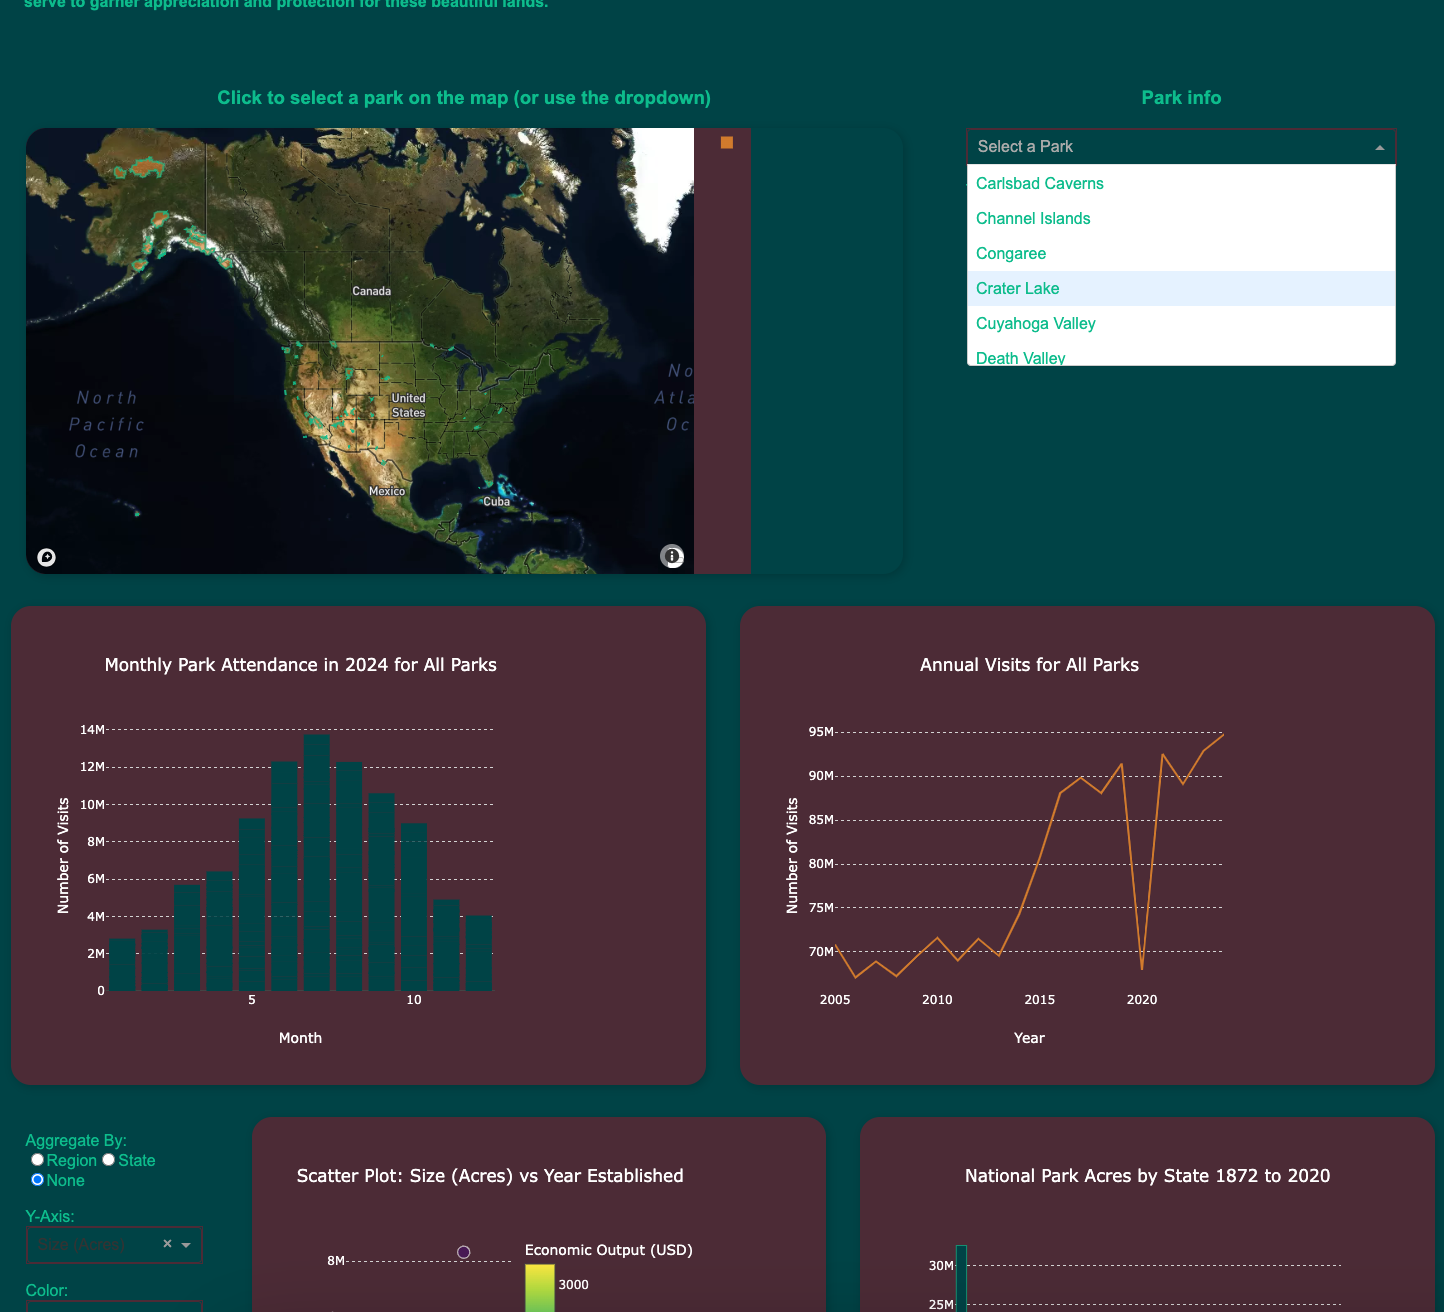 serve to garner appreciation and protection for these beautiful lands.
Click to select a park on the map (or use the dropdown)
Park info
Select a Park
Carlsbad Caverns
Channel Islands
Congaree
Crater Lake
Cuyahoga Valley
Death Valley
Canada
North
Pacific
Ocean
United
States
No
Atla
Oc
Mexico
Cuba
Monthly Park Attendance in 2024 for All Parks
14M
12M
10M
8M
6M
4M
2M
0
Number of Visits
5
10
Month
Annual Visits for All Parks
95M
90M
85M
80M
75M
70M
Number of Visits
2005
2010
2015
2020
Year
Aggregate By:
Region State
None
Y-Axis:
Size (Acres)
×
Color:
Scatter Plot: Size (Acres) vs Year Established
8M
Economic Output (USD)
3000
National Park Acres by State 1872 to 2020
30M
25M